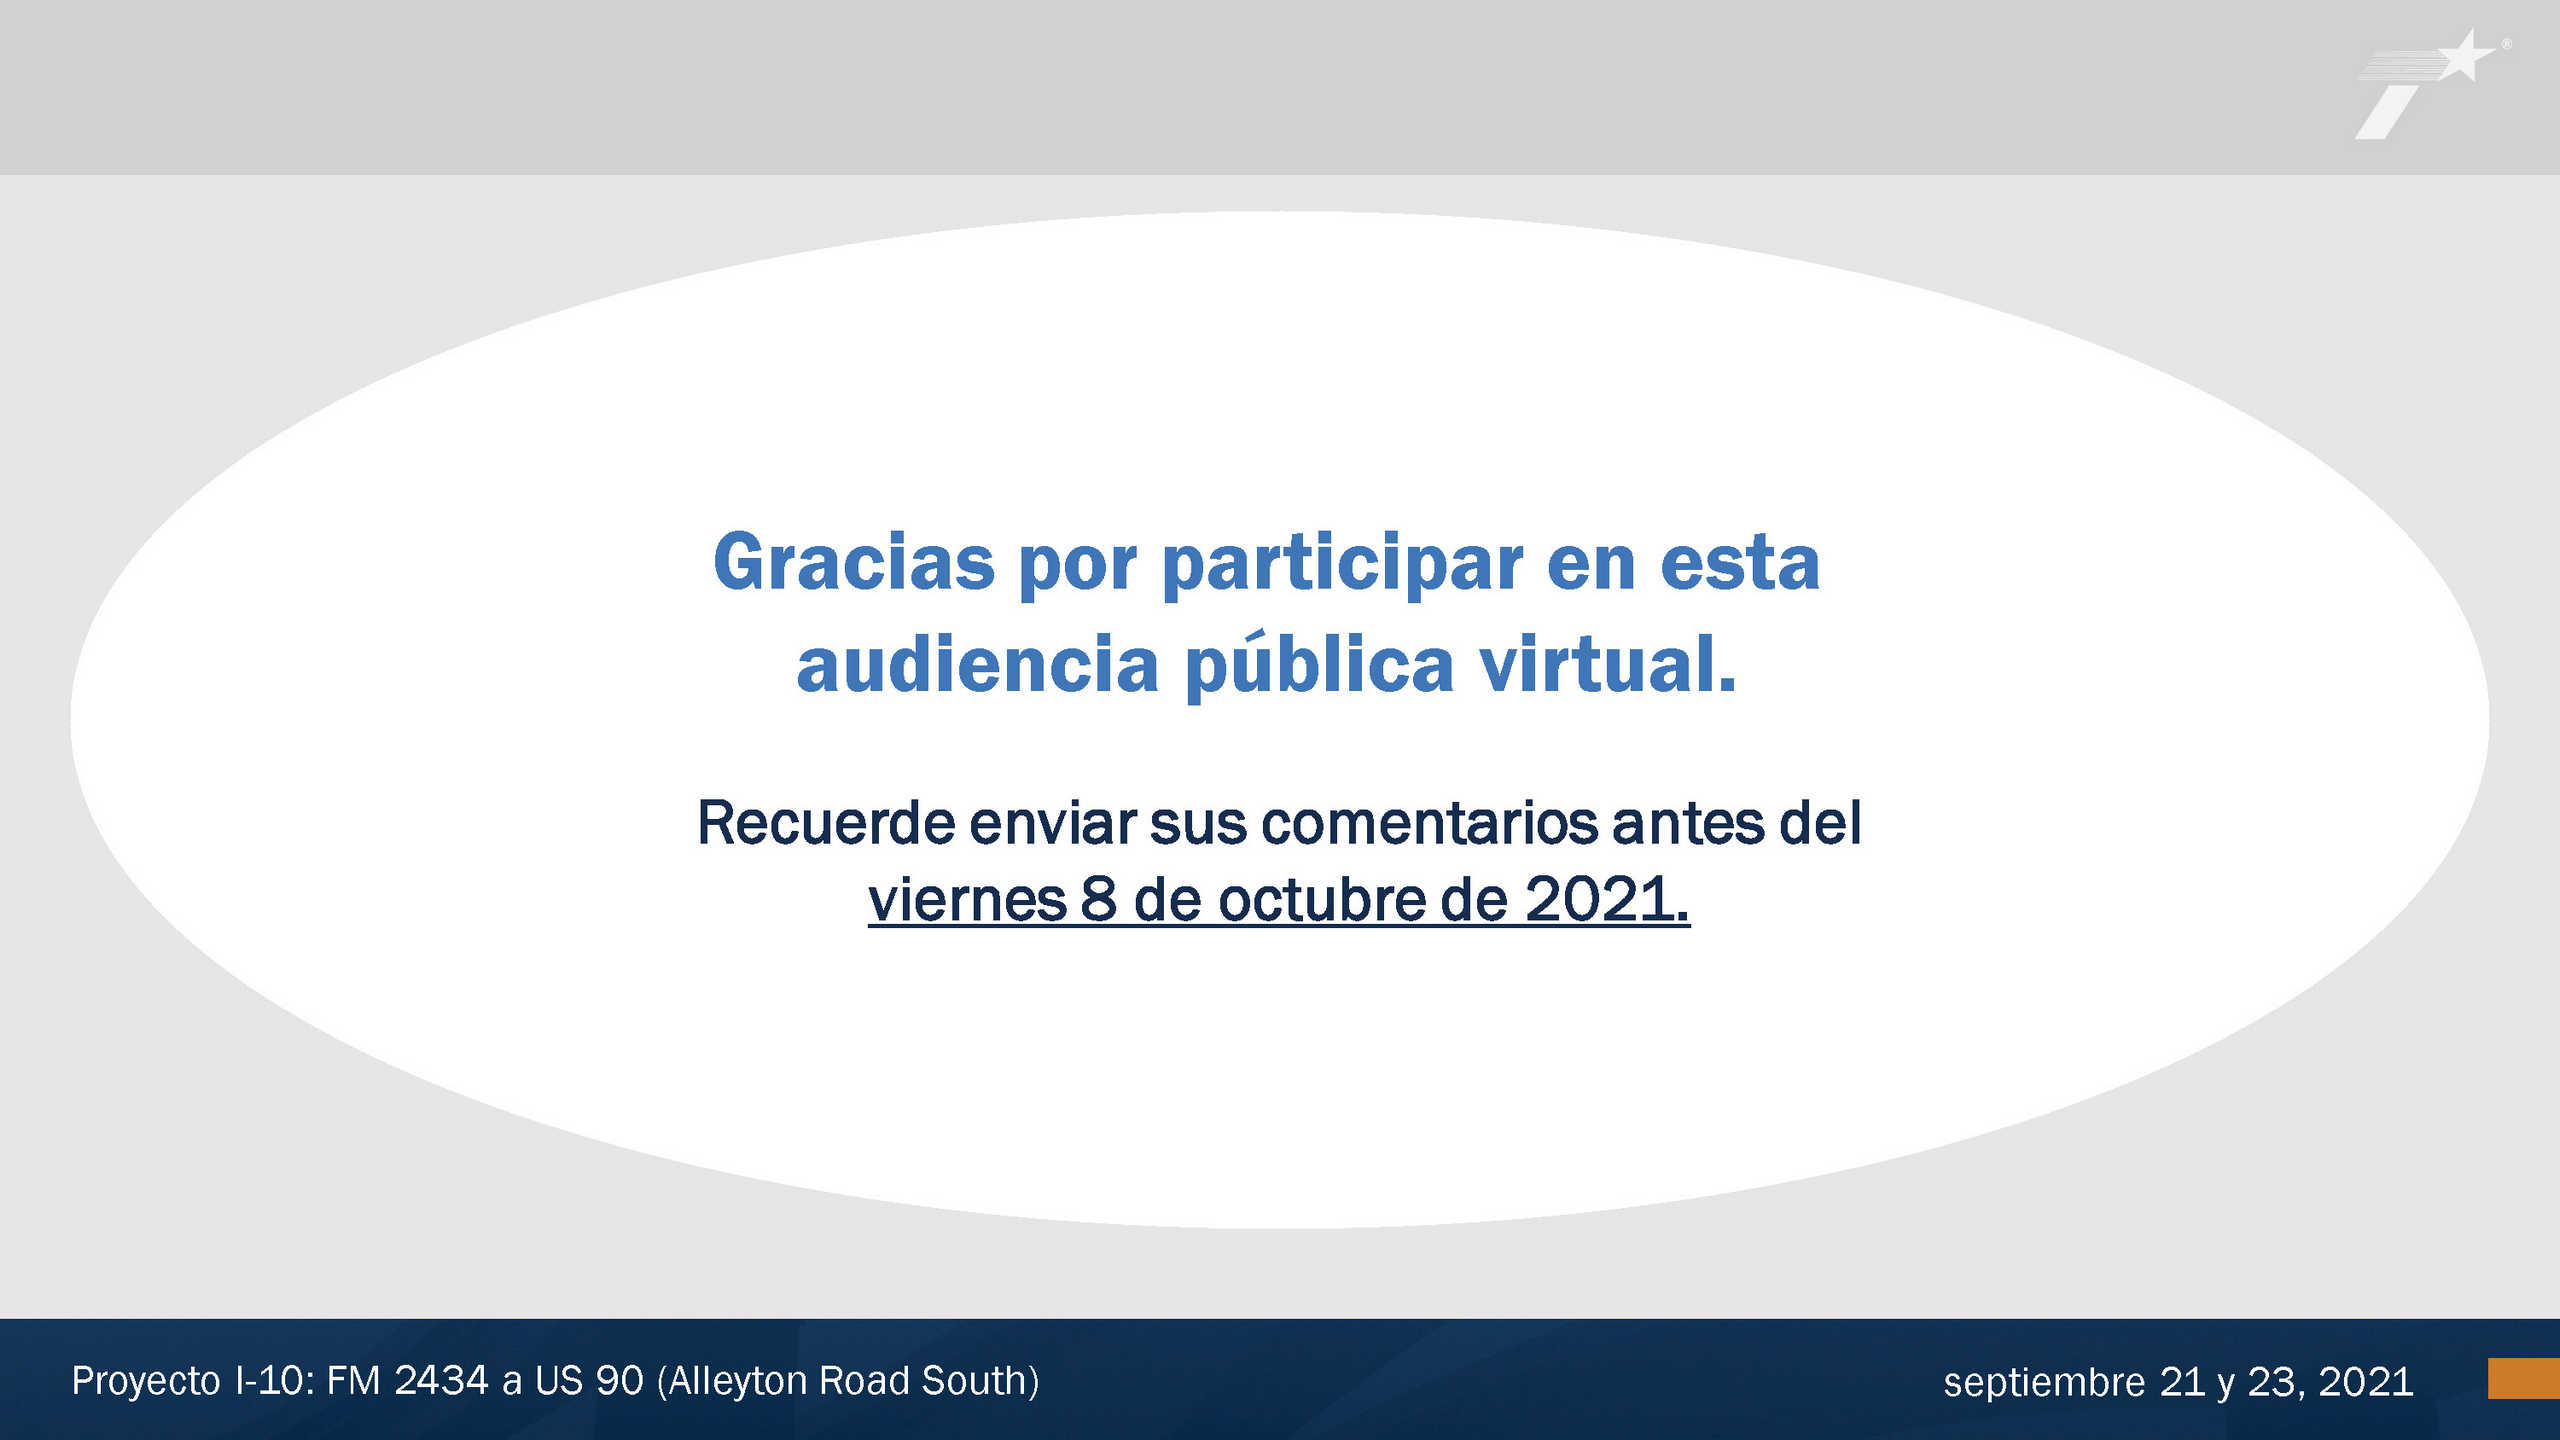 ®
Gracias por participar en esta
audiencia pública virtual.
Recuerde enviar sus comentarios antes del
viernes 8 de octubre de 2021.
Proyecto I-10: FM 2434 a US 90 (Alleyton Road South)
septiembre 21 y 23, 2021